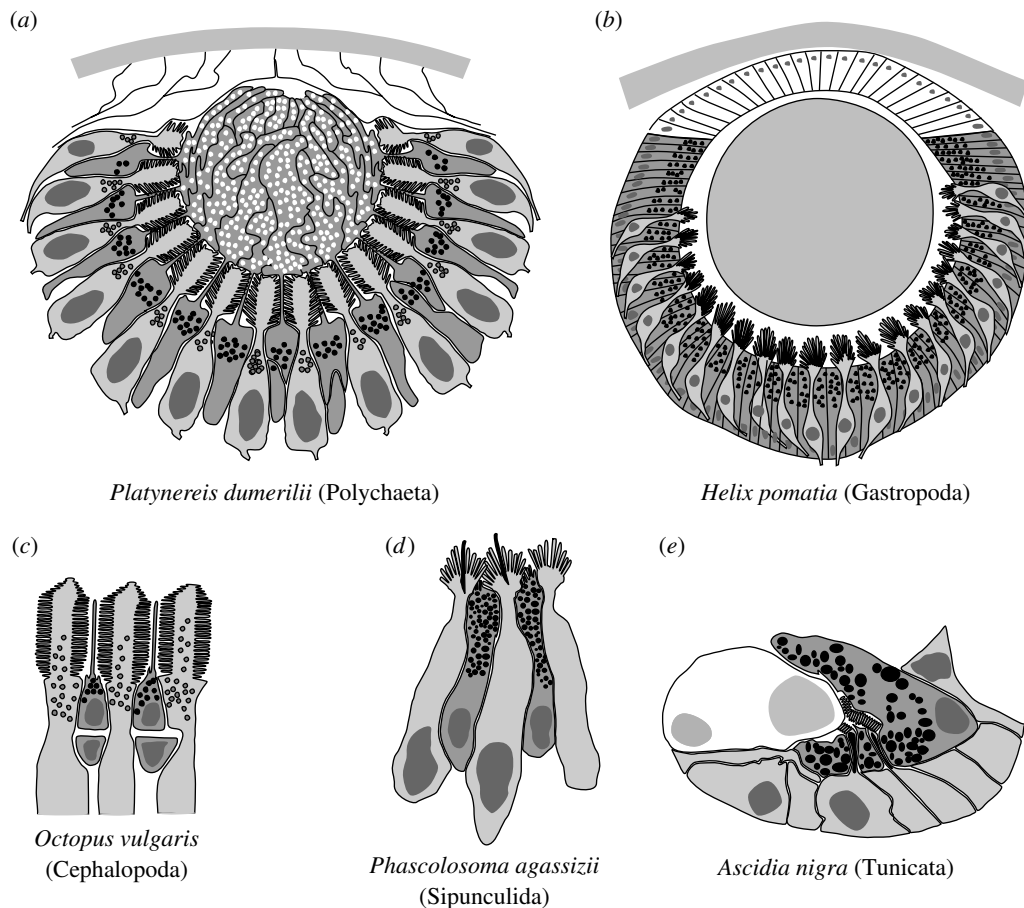 (a)
(b)
Platynereis dumerilii (Polychaeta)
Helix pomatia (Gastropoda)
(c)
(d)
(e)
Octopus vulgaris
(Cephalopoda)
Phascolosoma agassizii
(Sipunculida)
Ascidia nigra (Tunicata)